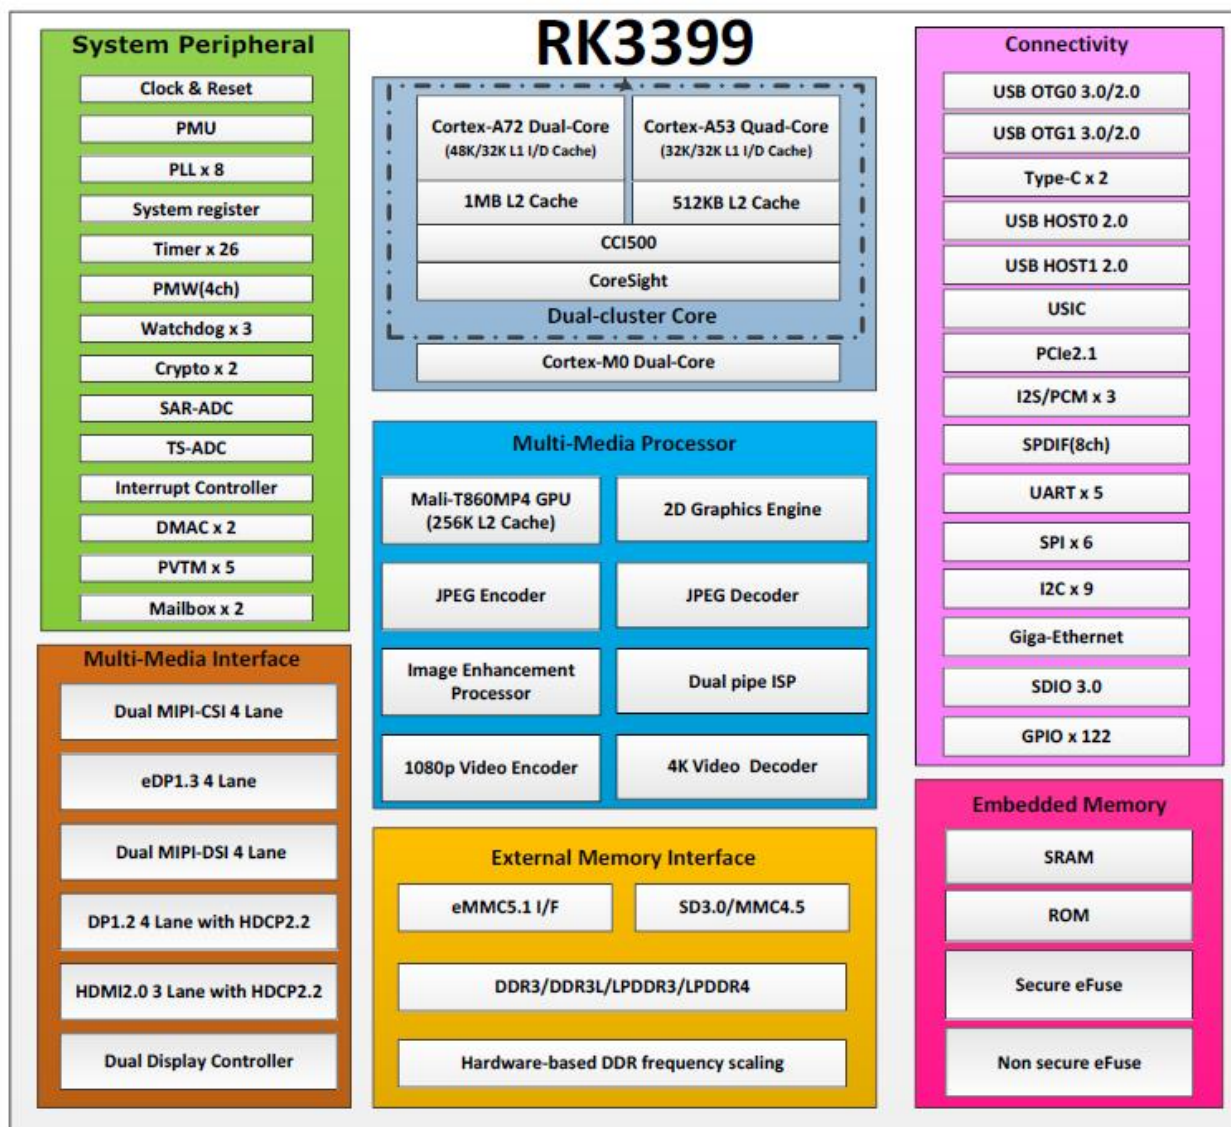 RK3399
System Peripheral
Clock & Reset
PMU
PLL x 8
System register
Timer x 26
PMW(4ch)
Watchdog x 3
Crypto x 2
SAR-ADC
TS-ADC
Interrupt Controller
DMAC x 2
PVTM x 5
Mailbox x 2
Multi-Media Interface
Dual MIPI-CSI 4 Lane
eDP1.3 4 Lane
Dual MIPI-DSI 4 Lane
DP1.2 4 Lane with HDCP2.2
HDMI2.0 3 Lane with HDCP2.2
Dual Display Controller
Cortex-A72 Dual-Core
(48K/32K L1 I/D Cache)
1MB L2 Cache
Cortex-A53 Quad-Core
(32K/32K L1 I/D Cache)
512KB L2 Cache
CCI500
CoreSight
Dual-cluster Core
Cortex-M0 Dual-Core
Multi-Media Processor
Mali-T860MP4 GPU
(256K L2 Cache)
2D Graphics Engine
JPEG Encoder
JPEG Decoder
Image Enhancement
Processor
Dual pipe ISP
1080p Video Encoder
4K Video Decoder
External Memory Interface
eMMC5.1 I/F
SD3.0/MMC4.5
DDR3/DDR3L/LPDDR3/LPDDR4
Hardware-based DDR frequency scaling
Connectivity
USB OTG0 3.0/2.0
USB OTG1 3.0/2.0
Type-C x 2
USB HOST0 2.0
USB HOST1 2.0
USIC
PCIe2.1
I2S/PCM x 3
SPDIF(8ch)
UART x 5
SPI x 6
I2C x 9
Giga-Ethernet
SDIO 3.0
GPIO x 122
Embedded Memory
SRAM
ROM
Secure eFuse
Non secure eFuse